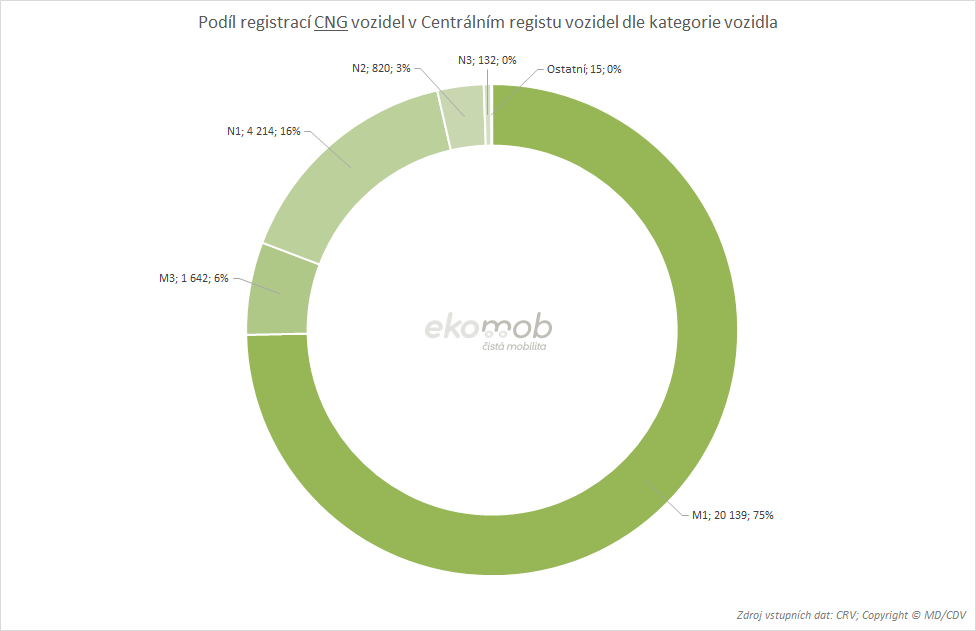 Podíl registrací CNG vozidel v Centrálním registu vozidel dle kategorie vozidla
N3; 132; 0%
N2; 820; 3%
Ostatní; 15; 0%
N1; 4 214; 16%
M3; 1 642; 6%
ekomob
čistá mobilita
M1; 20 139; 75%
Zdroj vstupních dat: CRV; Copyright © MD/CDV